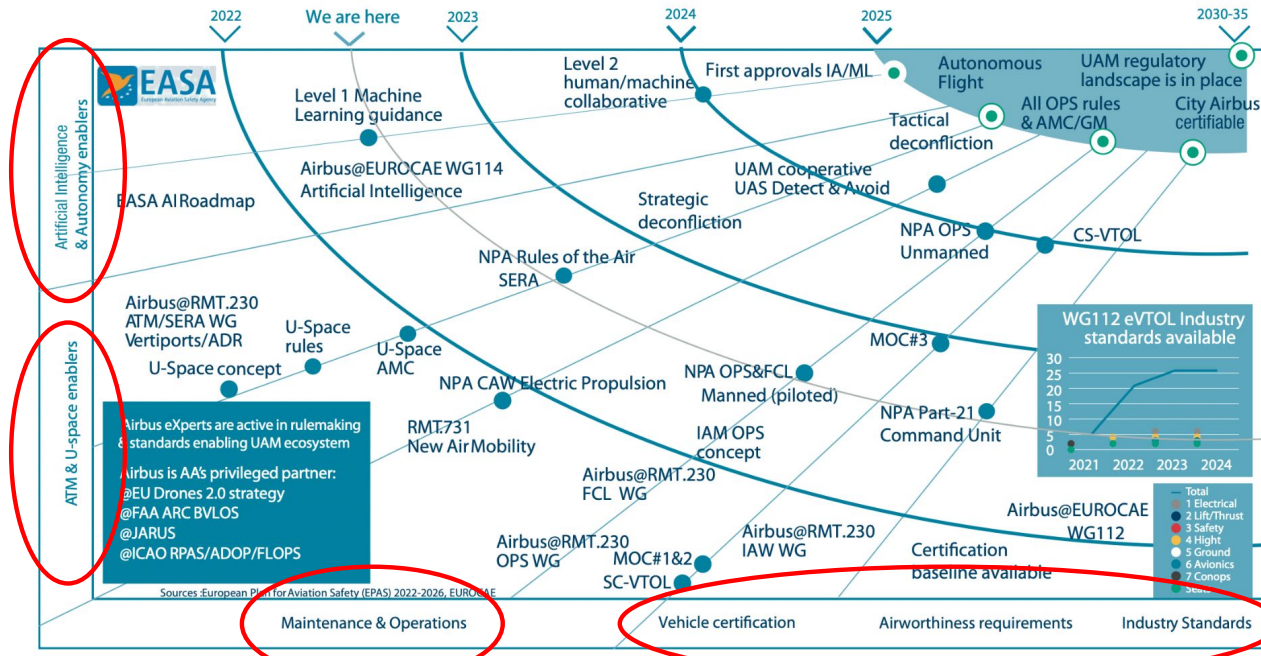 2022
We are here
2023
2024
2025
2030-35
EASA
European Aviation Safety Agency
Artificial Intelligence
& Autonomy enablers
ATM & U-space enablers
Level 1 Machine
Learning guidance
Level 2
human/machine
collaborative
First approvals IA/ML
Autonomous
Flight
UAM regulatory
landscape is in place
All OPS rules
& AMC/GM
City Airbus
certifiable
Tactical
deconfliction
Airbus@EUROCAE WG114
Artificial Intelligence
EASA AIRoadmap
UAM cooperative
UAS Detect & Avoid
Strategic
deconfliction
NPA OPS
Unmanned
CS-VTOL
NPA Rules of the Air
SERA
Airbus@RMT.230
ATM/SERA WG
Vertiports/ADR
U-Space
rules
U-Space concept
U-Space
AMC
MOC#3
NPA CAW Electric Propulsion
NPA OPS&FCL
Manned (piloted)
RMT.731
New Air Mobility
NPA Part-21
Command Unit
IAM OPS
concept
Airbus@RMT.230
FCL WG
Airbus@RMT.230
OPS WG
MOC#1&2
SC-VTOL
Airbus@RMT.230
IAW WG
Airbus@EUROCAE
WG112
Certification
baseline available
Airbus eXperts are active in rulemaking
& standards enabling UAM ecosystem
Airbus is AA's privileged partner:
@EU Drones 2.0 strategy
@FAA ARC BVLOS
@JARUS
@ICAO RPAS/ADOP/FLOPS
Sources :European Plan for Aviation Safety (EPAS) 2022-2026, EUROCAE
WG112 eVTOL Industry
standards available
30
25
20
15
10
5
0
2021
2022
2023
2024
Total
1 Electrical
2 Lift/Thrust
3 Safety
4 Hight
5 Ground
6 Avionics
7 Conops
Maintenance & Operations
Vehicle certification
Airworthiness requirements
Industry Standards